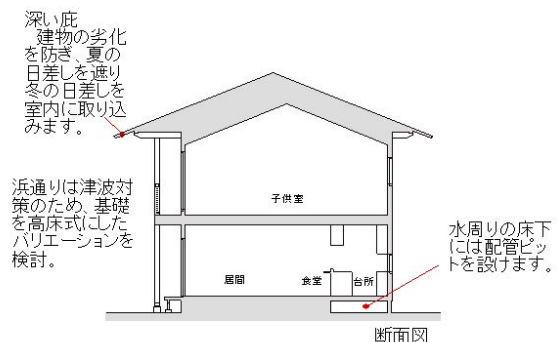 深い庇
建物の劣化
を防ぎ、夏の
日差しを遮り
冬の日差しを
室内に取り込
みます。
浜通りは津波対
策のため、基礎
を高床式にした
バリエーションを
検討。
子供室
居間
食堂
台所
水周りの床下
には配管ピッ
トを設けます。
断面図